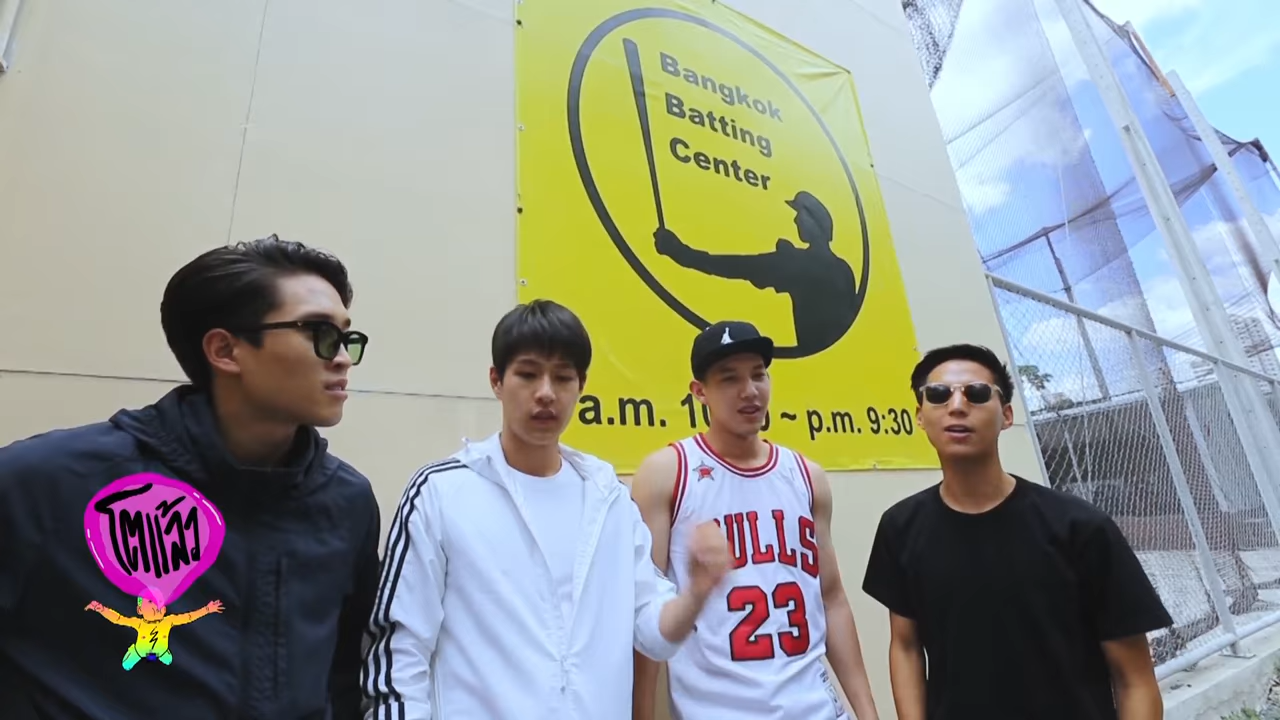 Bangkok
Batting
Center
a.m. 10 ~ p.m. 9:30
ULLS
23
โตแล้ว